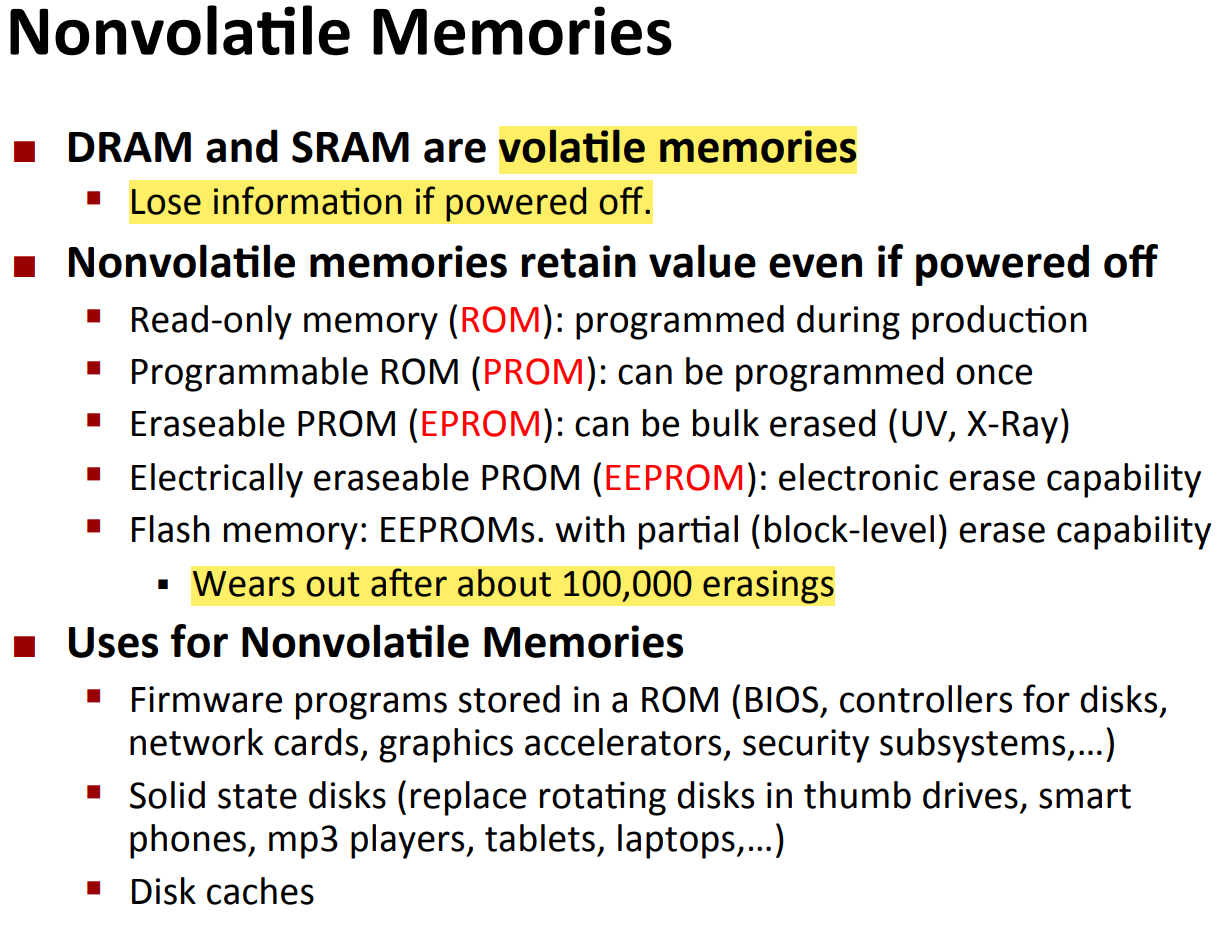 Nonvolatile Memories
DRAM and SRAM are volatile memories
Lose information if powered off.
Nonvolatile memories retain value even if powered off
Read-only memory (ROM): programmed during production
Programmable ROM (PROM): can be programmed once
Eraseable PROM (EPROM): can be bulk erased (UV, X-Ray)
Electrically eraseable PROM (EEPROM): electronic erase capability
Flash memory: EEPROMs. with partial (block-level) erase capability
Wears out after about 100,000 erasings
Uses for Nonvolatile Memories
Firmware programs stored in a ROM (BIOS, controllers for disks,
network cards, graphics accelerators, security subsystems,...)
Solid state disks (replace rotating disks in thumb drives, smart
phones, mp3 players, tablets, laptops,...)
Disk caches